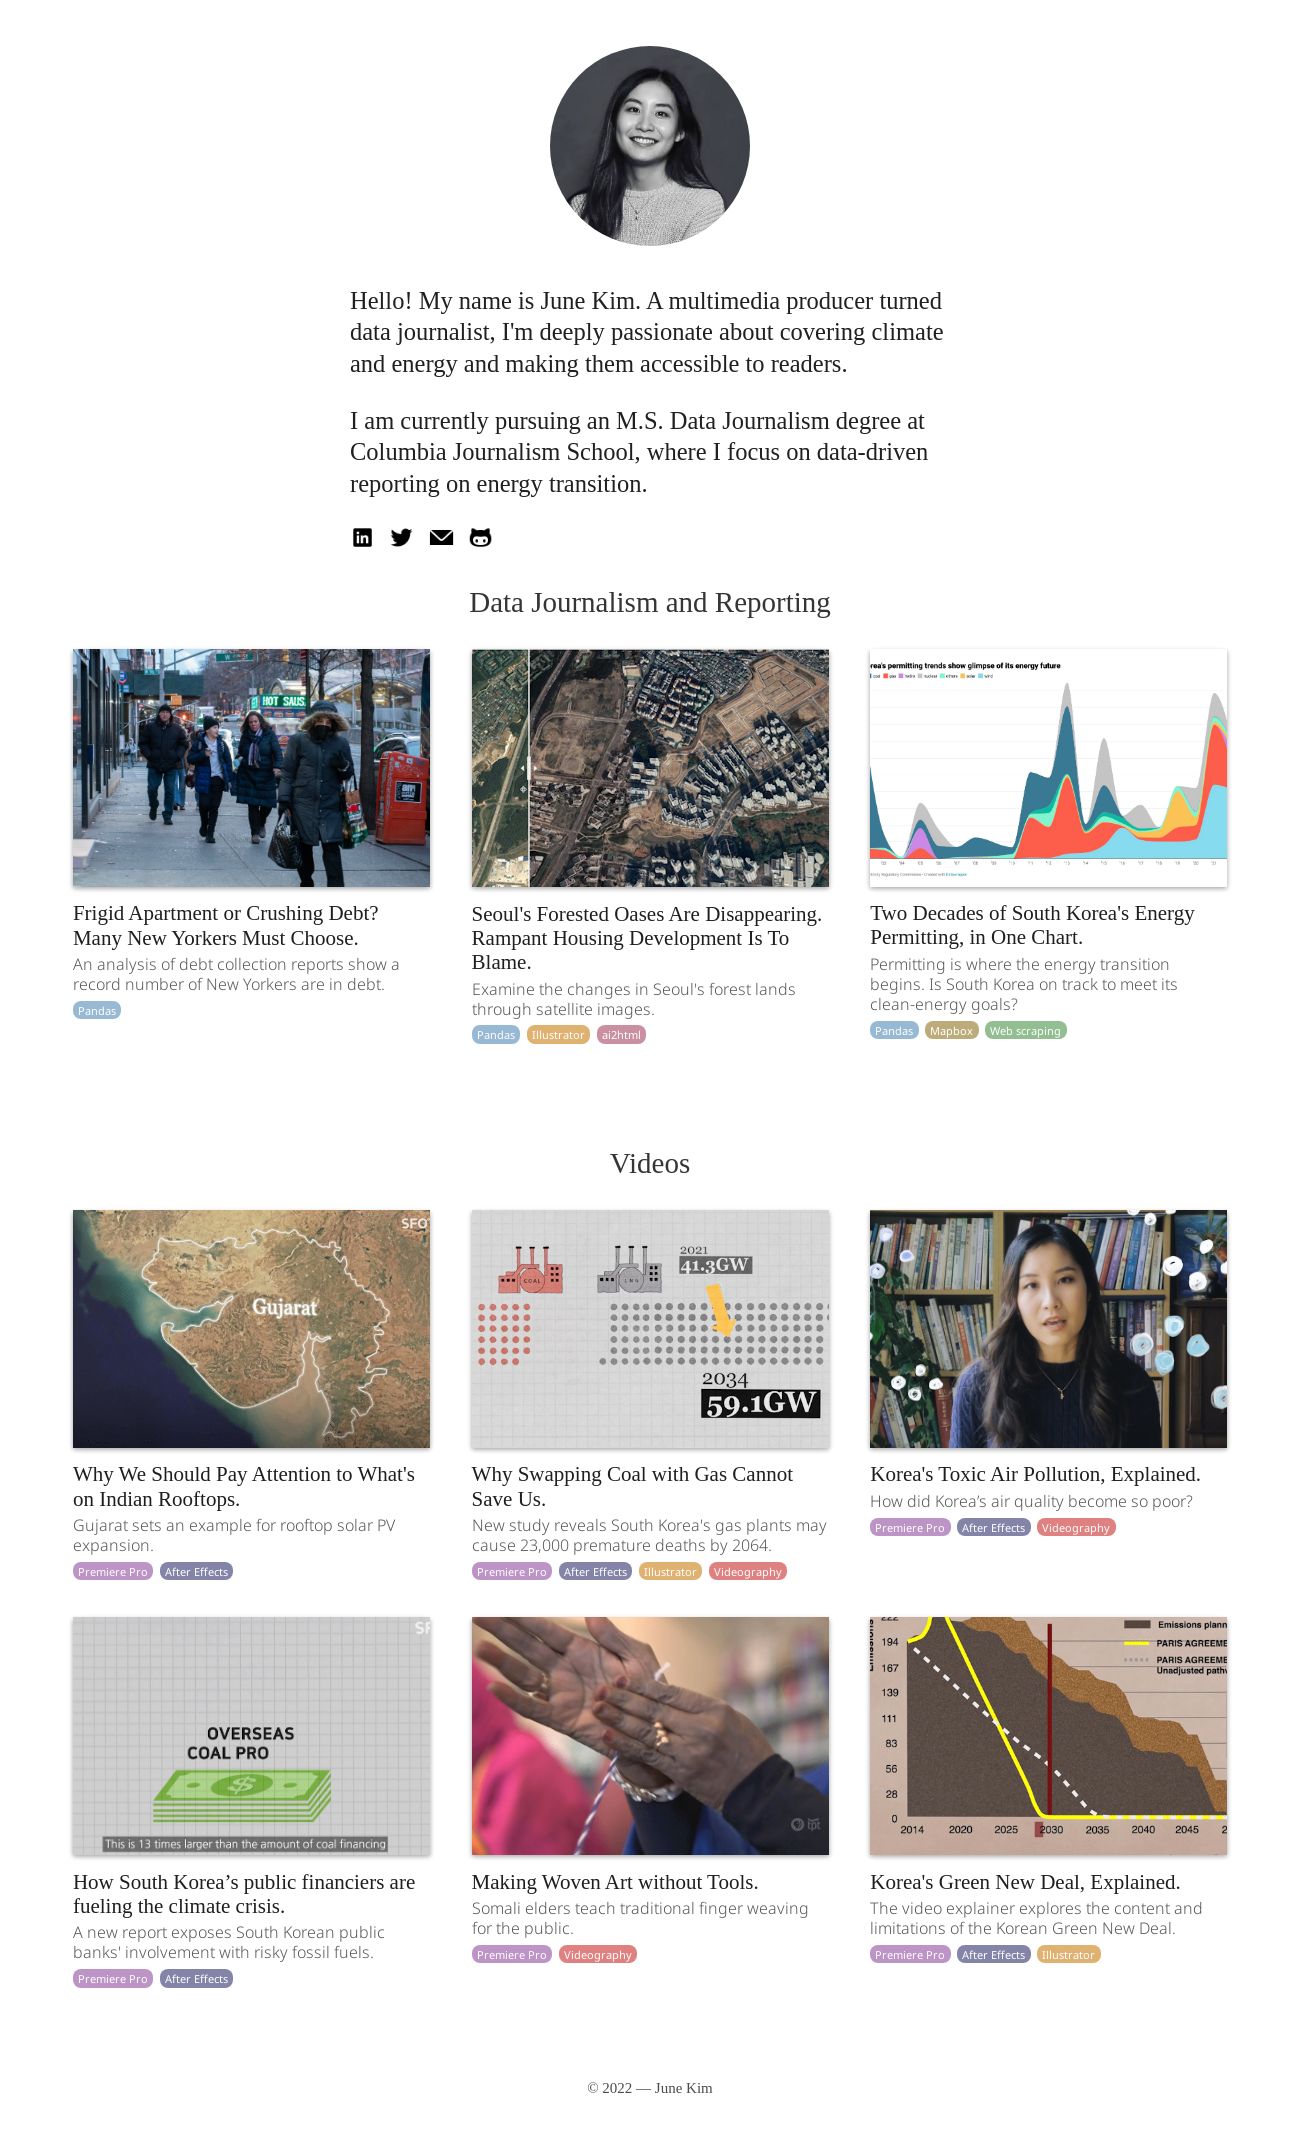 Hello! My name is June Kim. A multimedia producer turned
data journalist, I'm deeply passionate about covering climate
and energy and making them accessible to readers.
I am currently pursuing an M.S. Data Journalism degree at
Columbia Journalism School, where I focus on data-driven
reporting on energy transition.
in
Data Journalism and Reporting
HOT SAUS
rea's permitting trends show glimpse of its energy future
coal gas hydro nuclear others solar wind
Frigid Apartment or Crushing Debt?
Many New Yorkers Must Choose.
An analysis of debt collection reports show a
record number of New Yorkers are in debt.
Pandas
Seoul's Forested Oases Are Disappearing.
Rampant Housing Development Is To
Blame.
Examine the changes in Seoul's forest lands
through satellite images.
Pandas Illustrator ai2html
Two Decades of South Korea's Energy
Permitting, in One Chart.
Permitting is where the energy transition
begins. Is South Korea on track to meet its
clean-energy goals?
Pandas Mapbox Web scraping
Videos
SFO
Gujarat
COAL
LNG
2021
41.3GW
2034
59.1GW
Why We Should Pay Attention to What's
on Indian Rooftops.
Gujarat sets an example for rooftop solar PV
expansion.
Premiere Pro After Effects
Why Swapping Coal with Gas Cannot
Save Us.
New study reveals South Korea's gas plants may
cause 23,000 premature deaths by 2064.
Premiere Pro After Effects Illustrator Videography
Korea's Toxic Air Pollution, Explained.
How did Korea’s air quality become so poor?
Premiere Pro After Effects Videography
OVERSEAS
COAL PRO
$
This is 13 times larger than the amount of coal financing
tpt
Emissions
222
194
167
139
111
83
56
28
0
2014 2020 2025 2030 2035 2040 2045 2
Emissions plann
PARIS AGREEME
PARIS AGREEME
Unadjusted pathw
How South Korea’s public financiers are
fueling the climate crisis.
A new report exposes South Korean public
banks' involvement with risky fossil fuels.
Premiere Pro After Effects
Making Woven Art without Tools.
Somali elders teach traditional finger weaving
for the public.
Premiere Pro Videography
Korea's Green New Deal, Explained.
The video explainer explores the content and
limitations of the Korean Green New Deal.
Premiere Pro After Effects Illustrator
© 2022 — June Kim